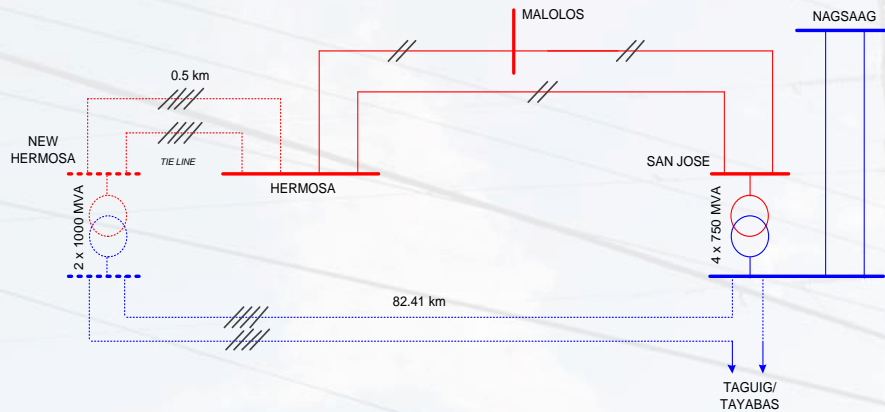 MALOLOS
NAGSAAG
0.5 km
NEW
HERMOSA
TIE LINE
HERMOSA
SAN JOSE
2 x 1000 MVA
4 x 750 MVA
82.41 km
TAGUIG/
TAYABAS